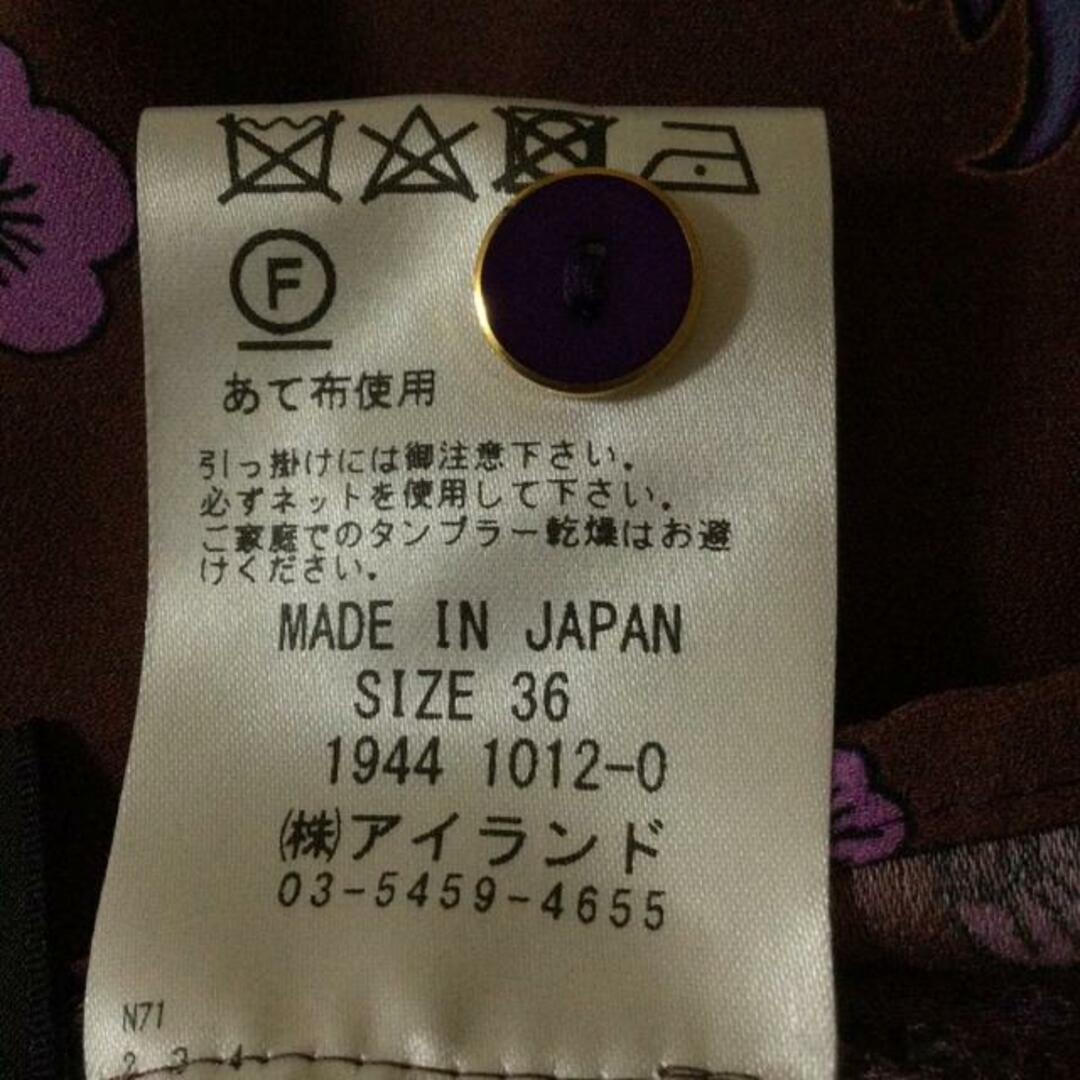 F
あて布使用
引っ掛けには御注意下さい。
必ずネットを使用して下さい。
ご家庭でのタンブラー乾燥はお避
けください。
MADE IN JAPAN
SIZE 36
1944 1012-0
㈱アイランド
03-5459-4655
N71
2 3 4